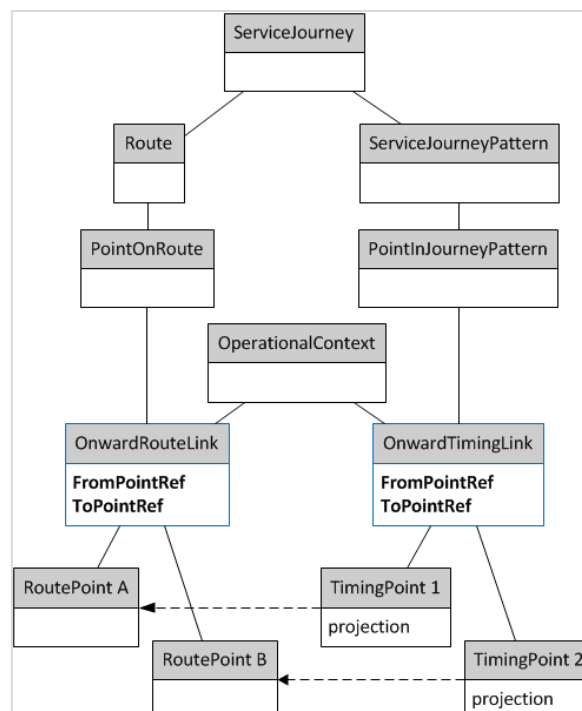 ServiceJourney
Route
ServiceJourneyPattern
PointOnRoute
PointInJourneyPattern
OperationalContext
OnwardRouteLink
FromPointRef
ToPointRef
OnwardTimingLink
FromPointRef
ToPointRef
RoutePoint A
TimingPoint 1
projection
RoutePoint B
TimingPoint 2
projection